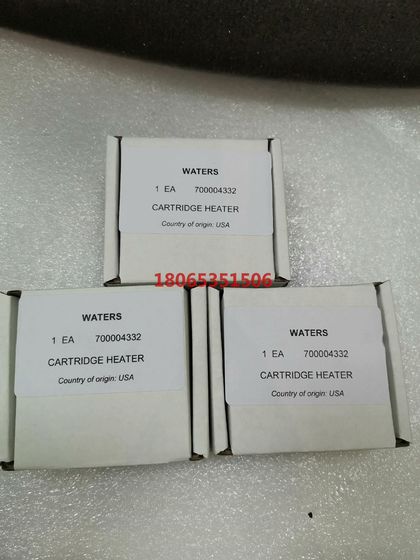 WATERS
1 EA 700004332
CARTRIDGE HEATER
Country of origin: USA
18065351506
WATERS
1 EA 700004332
CARTRIDGE HEATER
Country of origin: USA
WATERS
1 EA 700004332
CARTRIDGE HEATER
Country of origin: USA